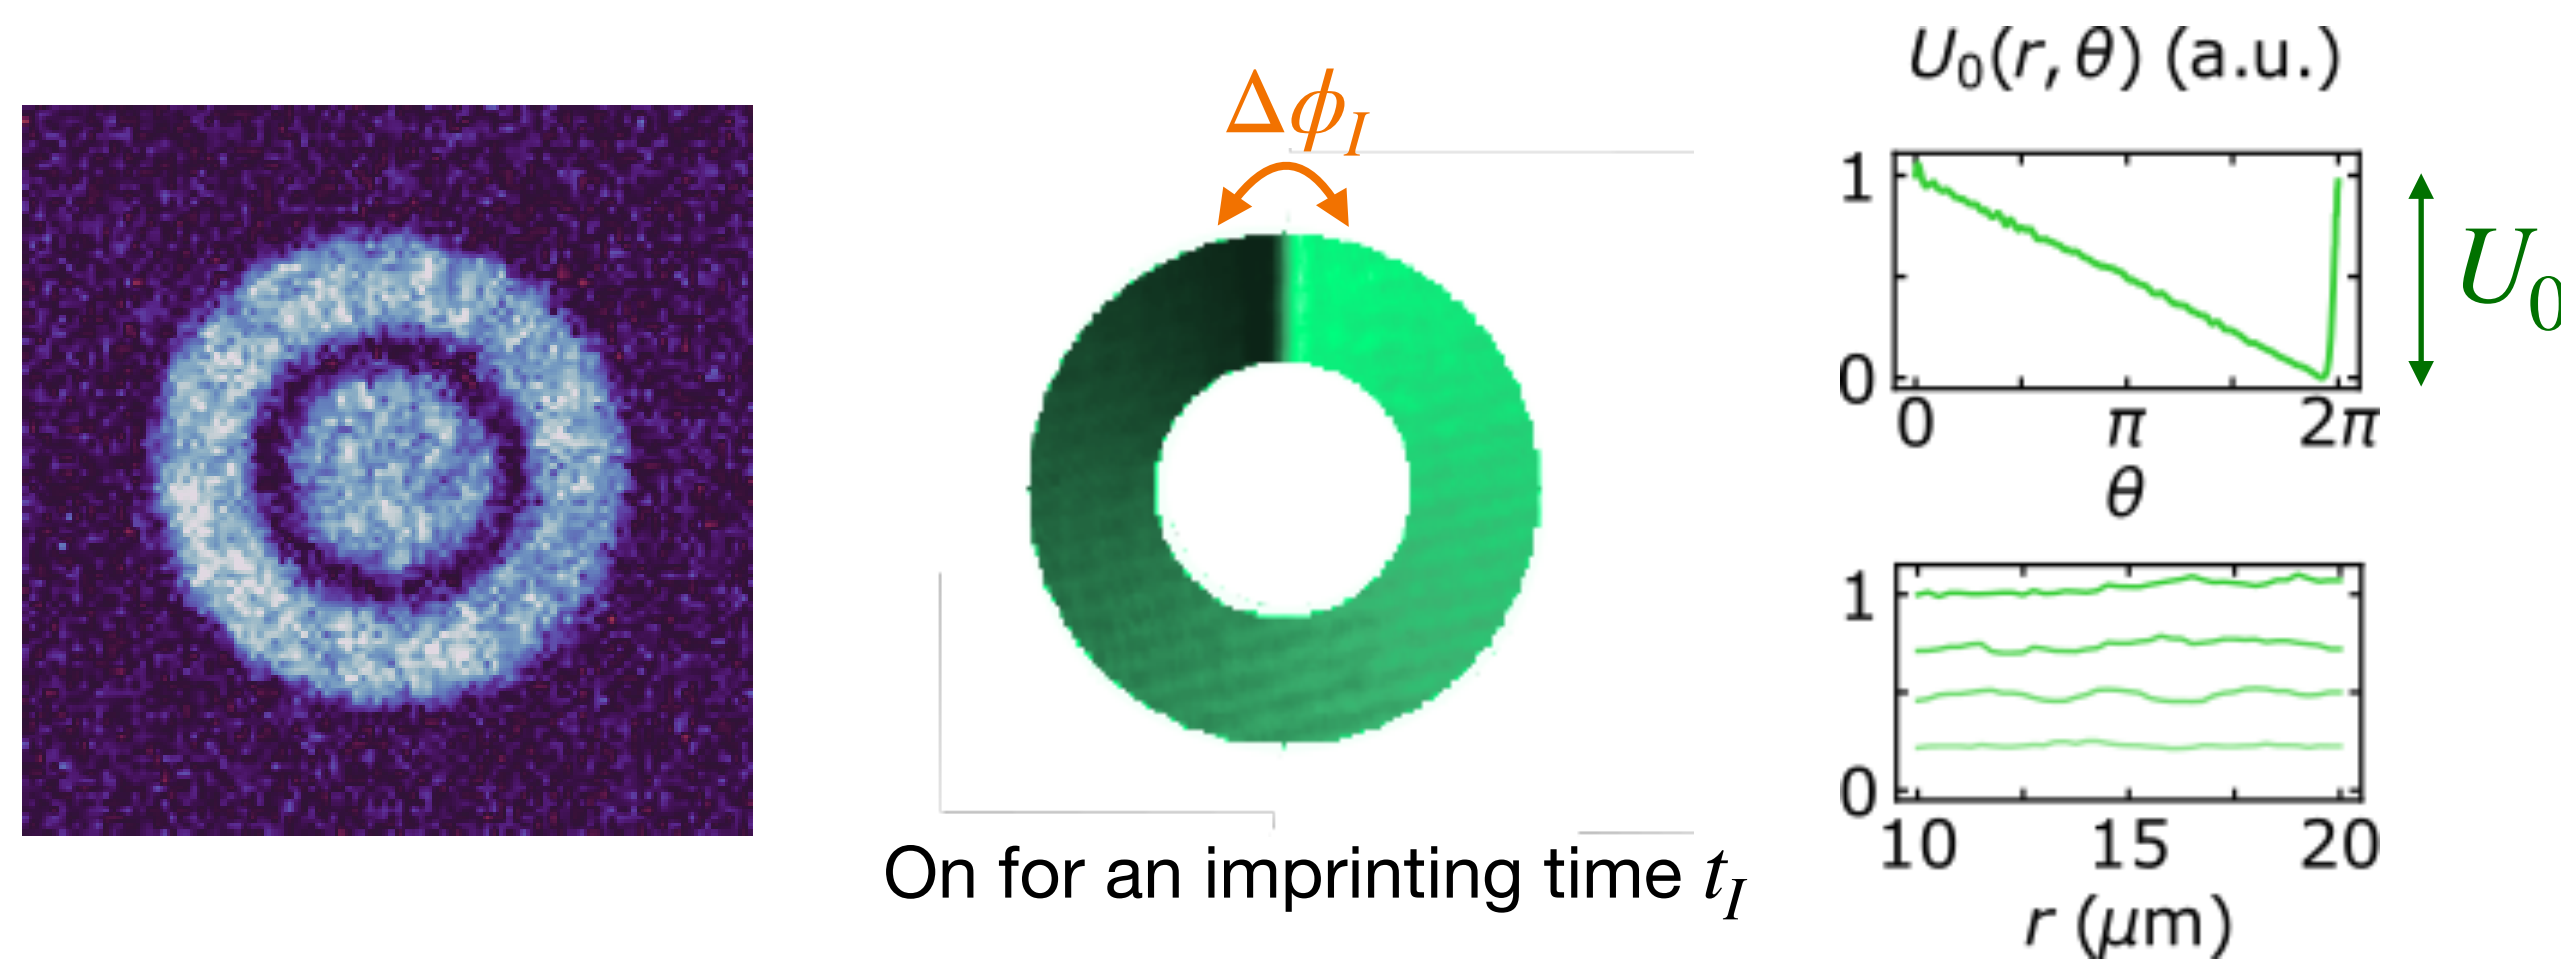 Δϕ_I
On for an imprinting time t_I
U₀(r, θ) (a.u.)
1
0
0 π 2π
θ
U₀
1
0
10 15 20
r (μm)